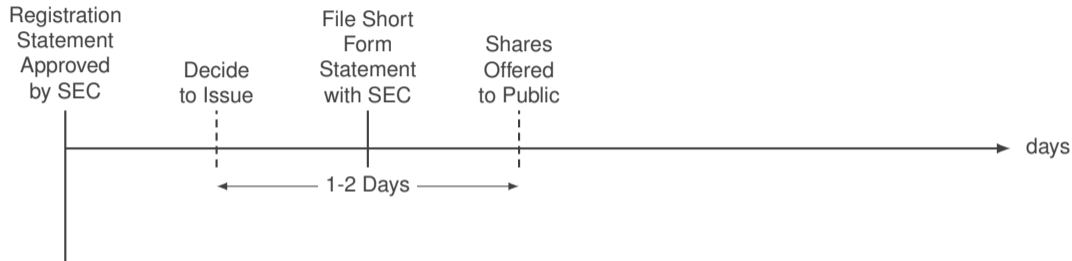 Registration
Statement
Approved
by SEC
Decide
to Issue
File Short
Form
Statement
with SEC
Shares
Offered
to Public
days
1-2 Days